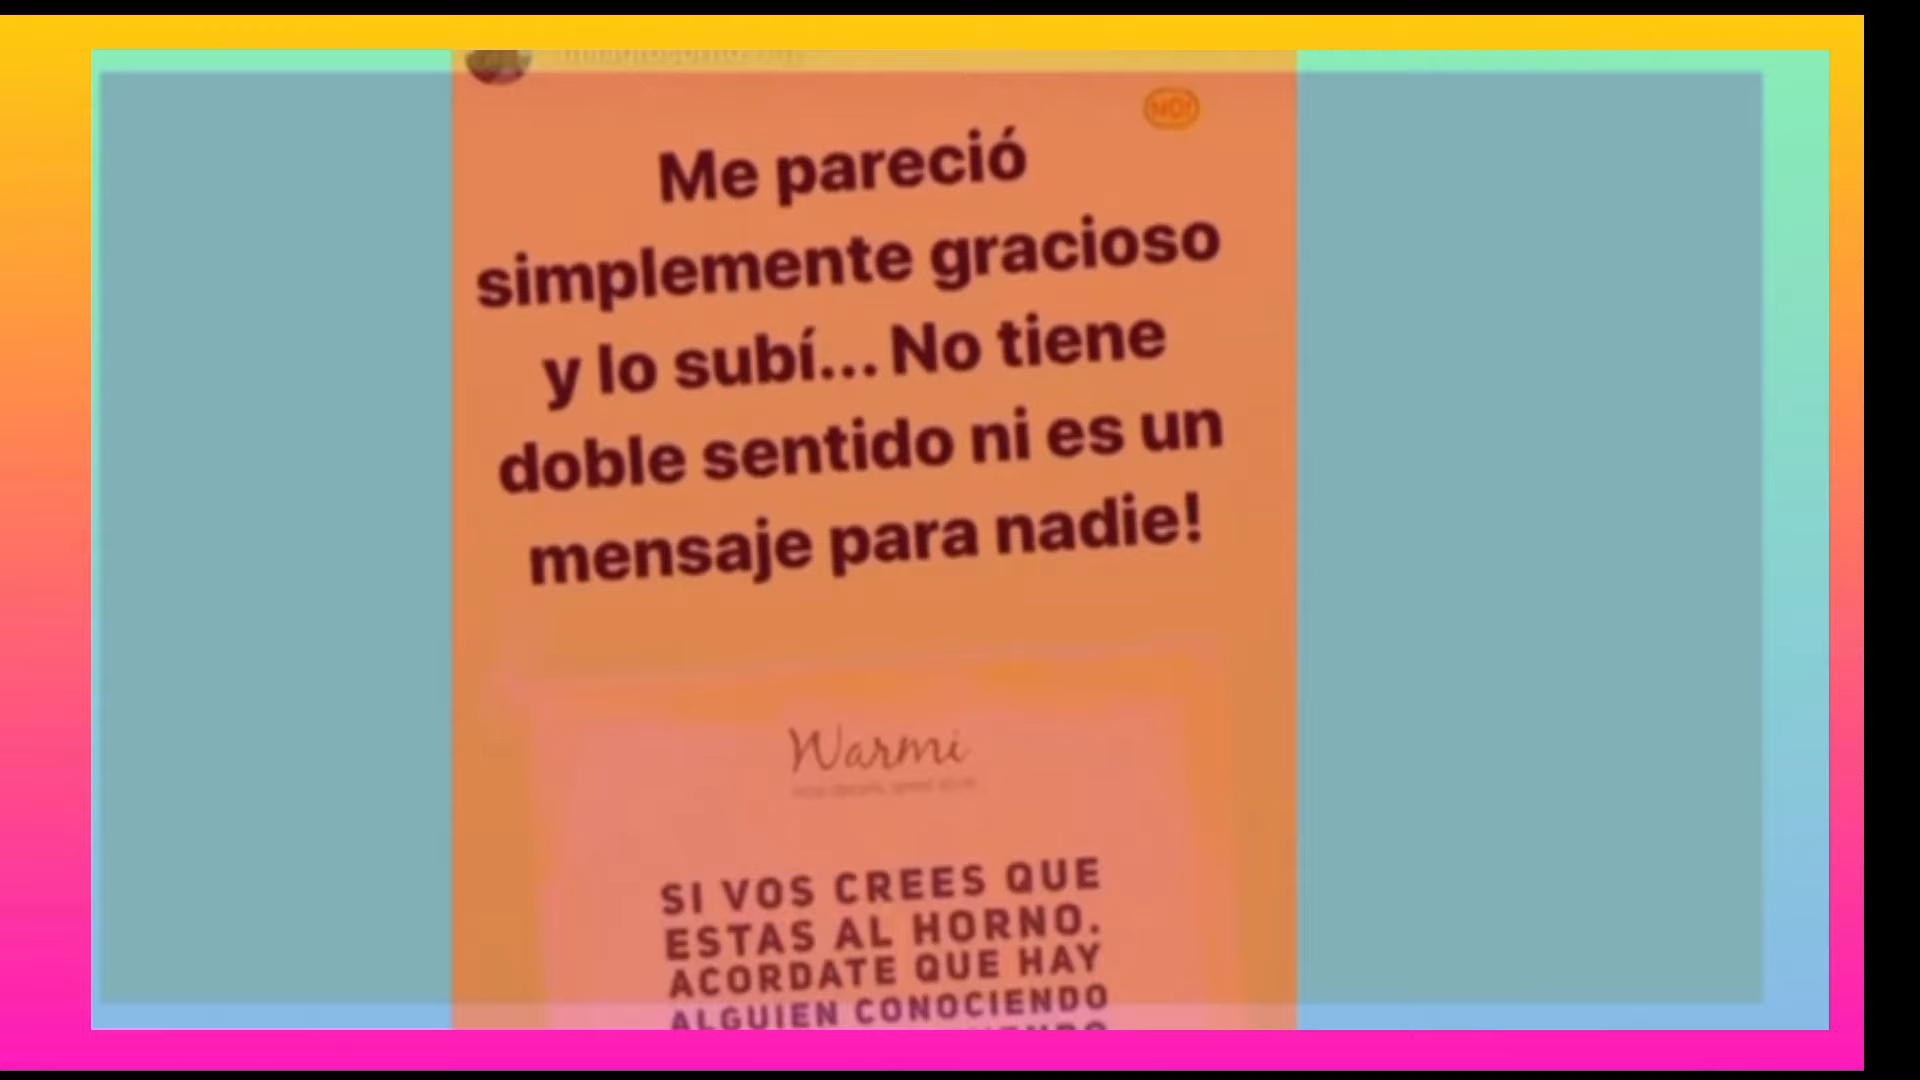 NO!
Me pareció
simplemente gracioso
y lo subí... No tiene
doble sentido ni es un
mensaje para nadie!
Warmi
SI VOS CREES QUE
ESTAS AL HORNO.
ACORDATE QUE HAY
ALGUIEN CONOCIENDO